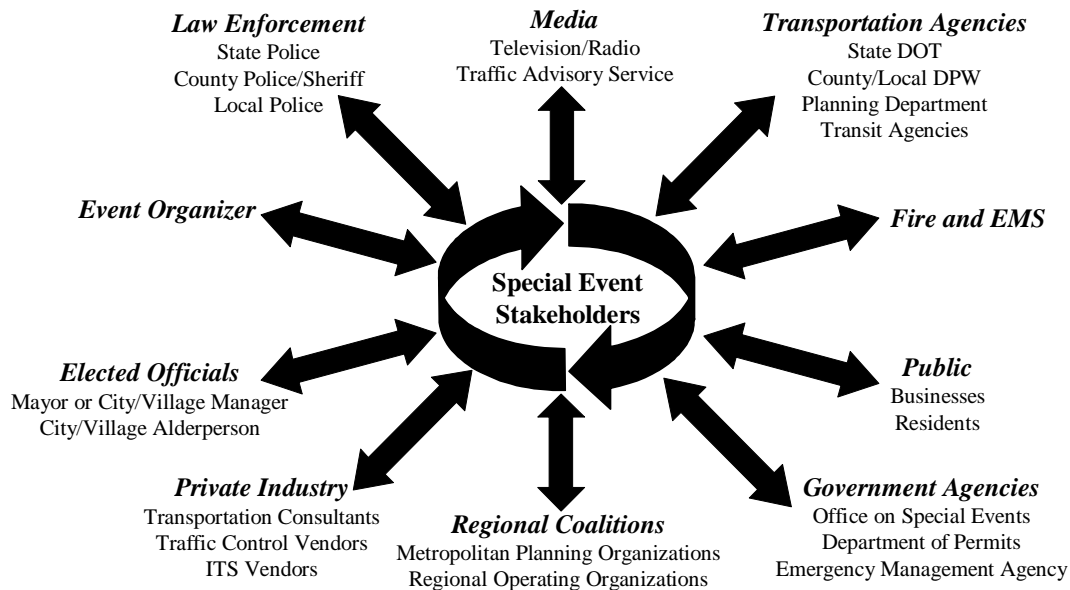 Law Enforcement
State Police
County Police/Sheriff
Local Police
Media
Television/Radio
Traffic Advisory Service
Transportation Agencies
State DOT
County/Local DPW
Planning Department
Transit Agencies
Event Organizer
Fire and EMS
Special Event
Stakeholders
Elected Officials
Mayor or City/Village Manager
City/Village Alderperson
Public
Businesses
Residents
Private Industry
Transportation Consultants
Traffic Control Vendors
ITS Vendors
Regional Coalitions
Metropolitan Planning Organizations
Regional Operating Organizations
Government Agencies
Office on Special Events
Department of Permits
Emergency Management Agency